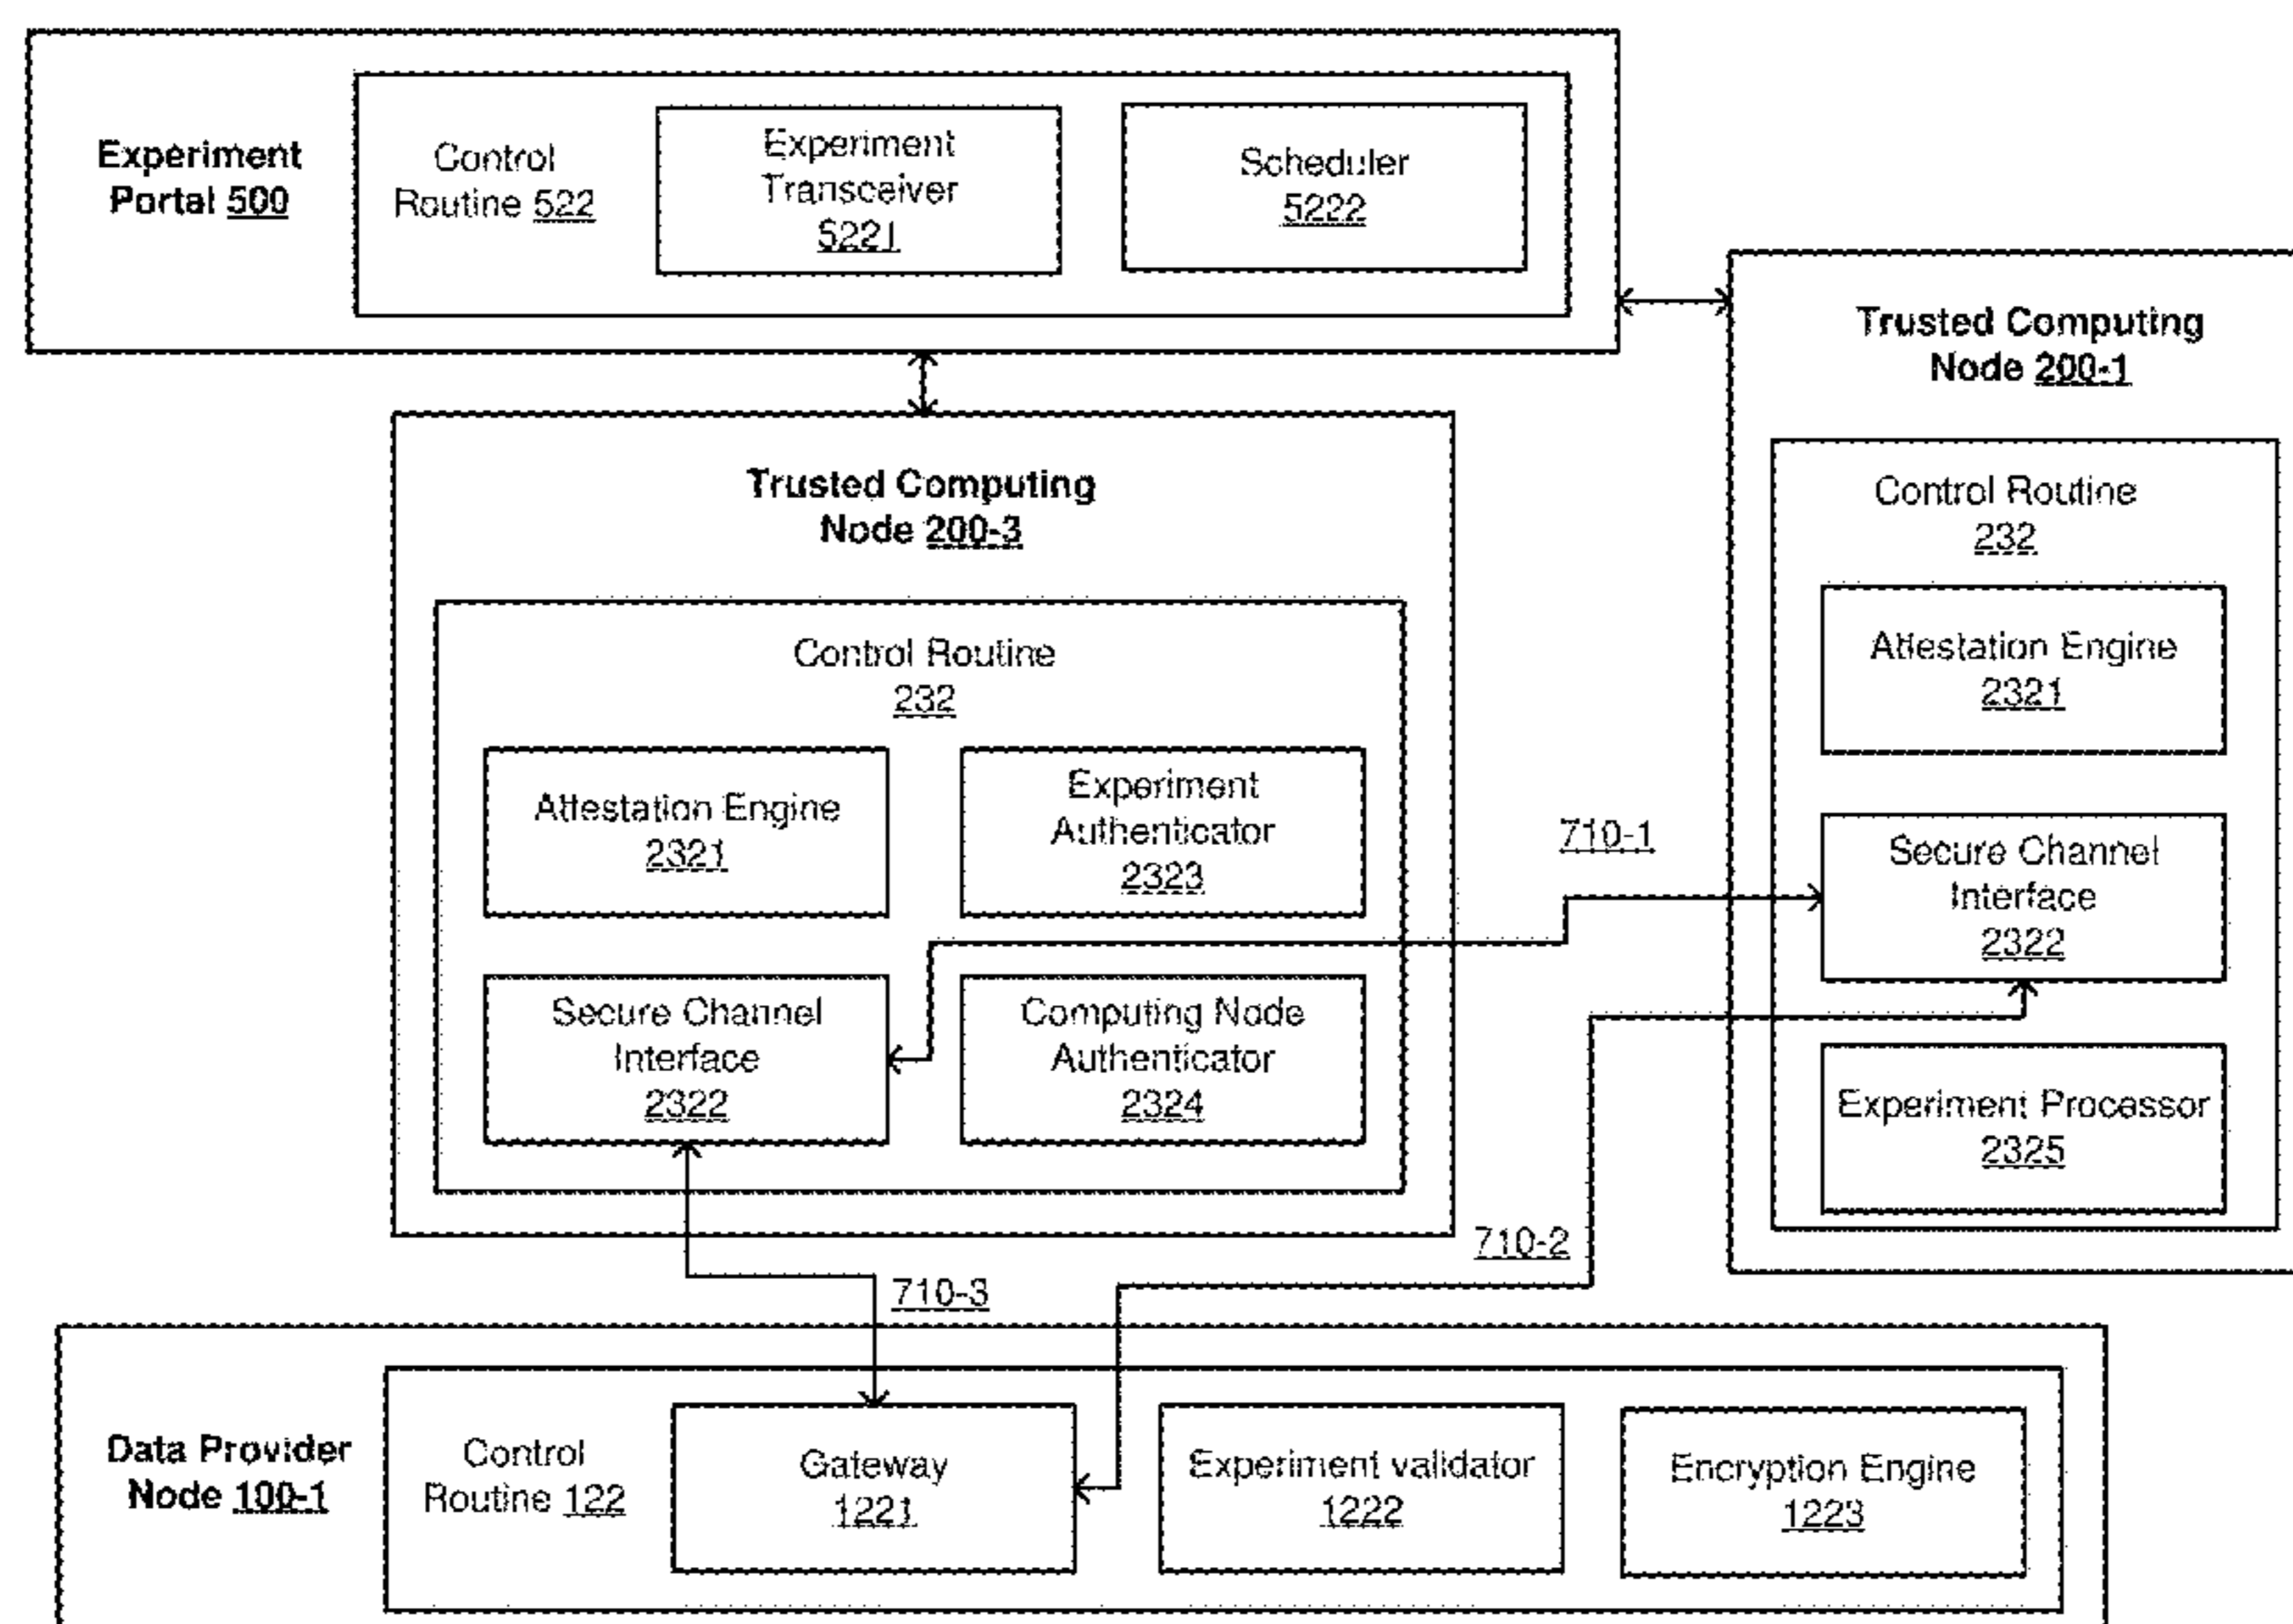 Experiment
Portal 500
Control
Routine 522
Experiment
Transceiver
5221
Scheduler
5222
Trusted Computing
Node 200-1
Control Routine
232
Attestation Engine
2321
Secure Channel
Interface
2322
Experiment Processor
2325
Trusted Computing
Node 200-3
Control Routine
232
Attestation Engine
2321
Experiment
Authenticator
2323
Secure Channel
Interface
2322
Computing Node
Authenticator
2324
710-1
710-2
710-3
Data Provider
Node 100-1
Control
Routine 122
Gateway
1221
Experiment validator
1222
Encryption Engine
1223